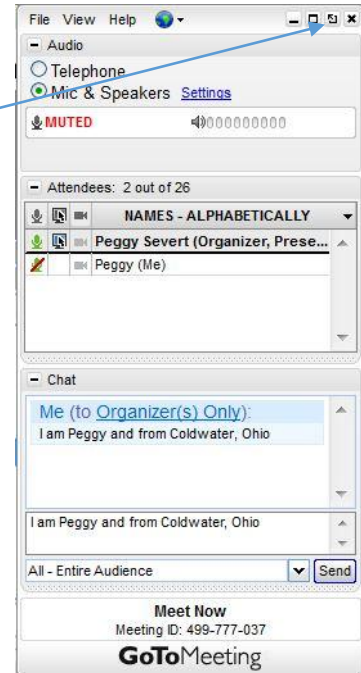 File View Help
Audio
Telephone
Mic & Speakers Settings
MUTED 000000000
Attendees: 2 out of 26
NAMES - ALPHABETICALLY
Peggy Severt (Organizer, Prese...
Peggy (Me)
Chat
Me (to Organizer(s) Only):
I am Peggy and from Coldwater, Ohio
I am Peggy and from Coldwater, Ohio
All - Entire Audience Send
Meet Now
Meeting ID: 499-777-037
GoToMeeting